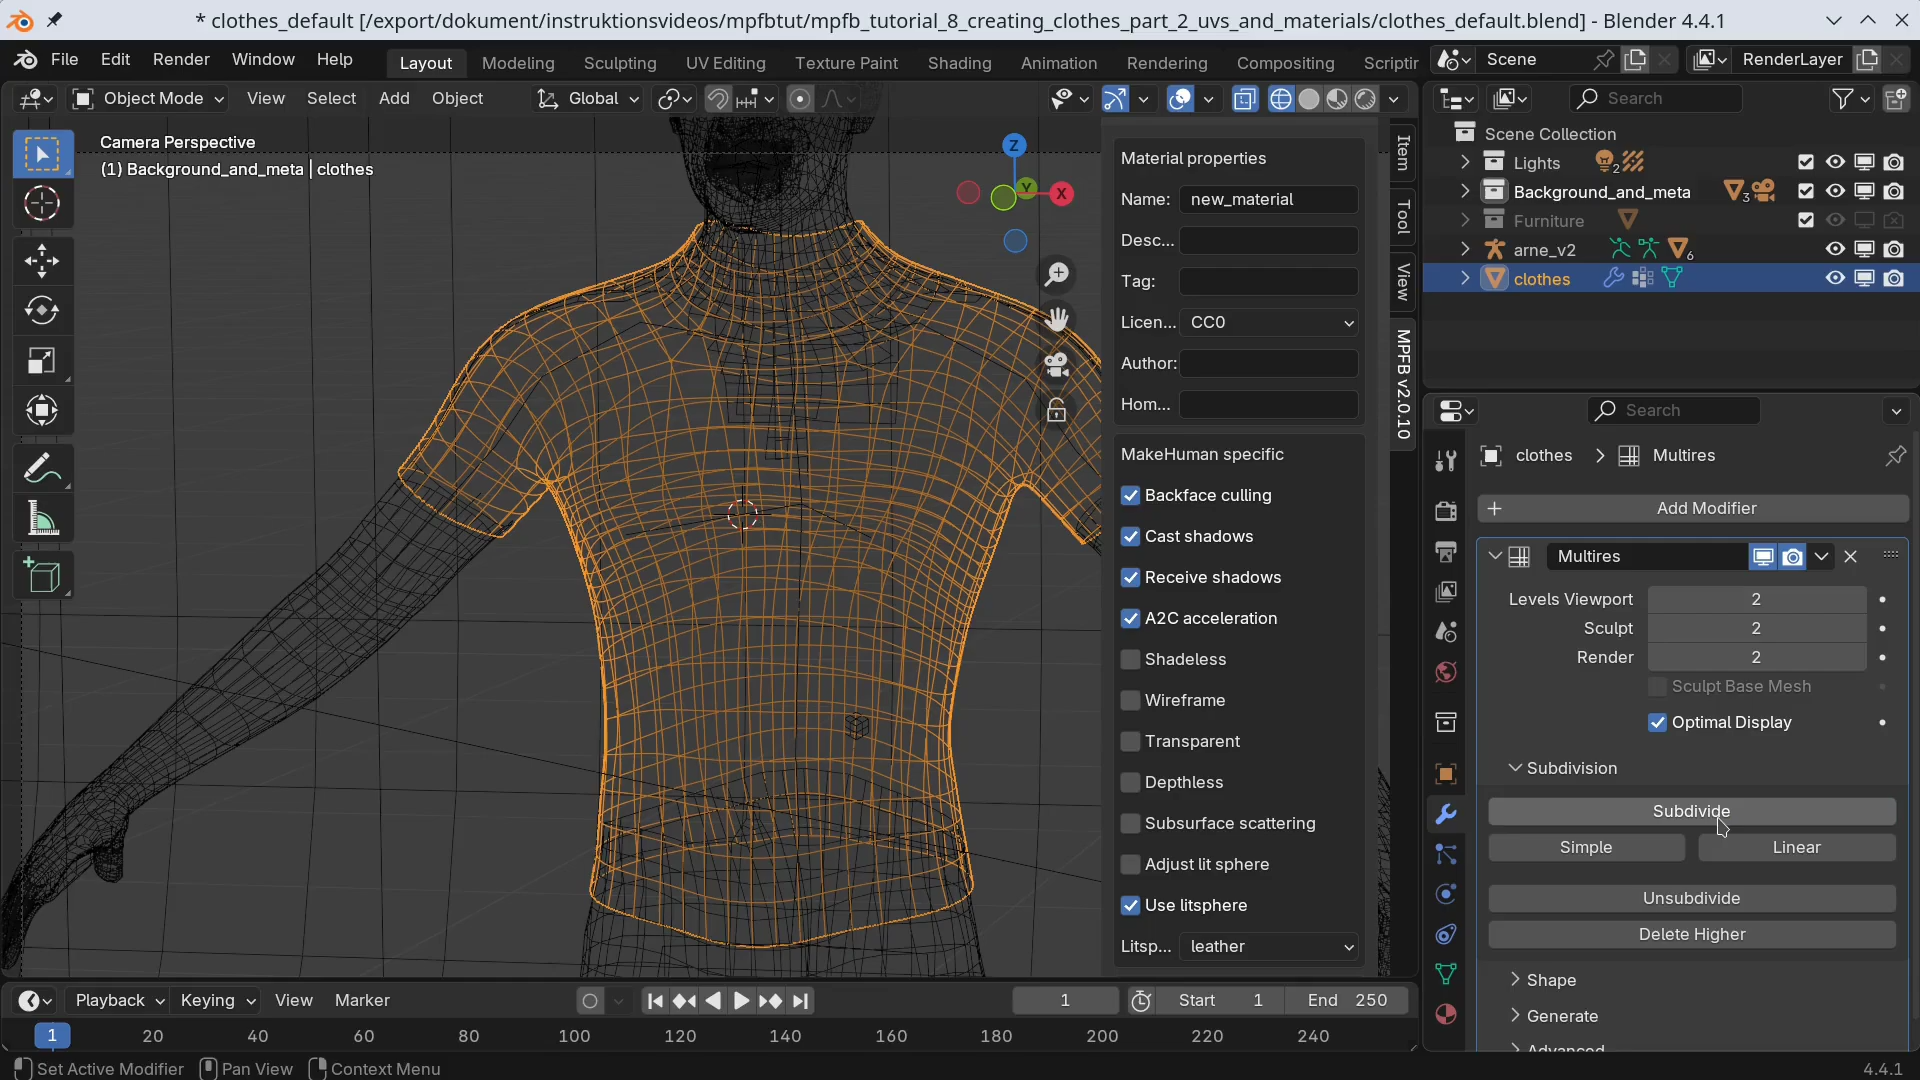 * clothes_default [/export/dokument/instruktionsvideos/mpfbtut/mpfb_tutorial_8_creating_clothes_part_2_uvs_and_materials/clothes_default.blend] - Blender 4.4.1
File Edit Render Window Help Layout Modeling Sculpting UV Editing Texture Paint Shading Animation Rendering Compositing Scriptin Scene RenderLayer
Object Mode View Select Add Object Global Search
Camera Perspective
(1) Background_and_meta | clothes
Z
Y
X
Material properties
Name: new_material
Desc...
Tag:
Licen... CC0
Author:
Hom...
MakeHuman specific
Backface culling
Cast shadows
Receive shadows
A2C acceleration
Shadeless
Wireframe
Transparent
Depthless
Subsurface scattering
Adjust lit sphere
Use litsphere
Litsp... leather
Item
Tool
View
MPFB v2.0.10
Scene Collection
Lights 2
Background_and_meta 3
Furniture
arne_v2 6
clothes
Search
clothes > Multires
+ Add Modifier
Multires
Levels Viewport 2
Sculpt 2
Render 2
Sculpt Base Mesh
Optimal Display
Subdivision
Subdivide
Simple Linear
Unsubdivide
Delete Higher
Shape
Generate
Advanced
Playback Keying View Marker 1 Start 1 End 250
1 20 40 60 80 100 120 140 160 180 200 220 240
Set Active Modifier Pan View Context Menu 4.4.1